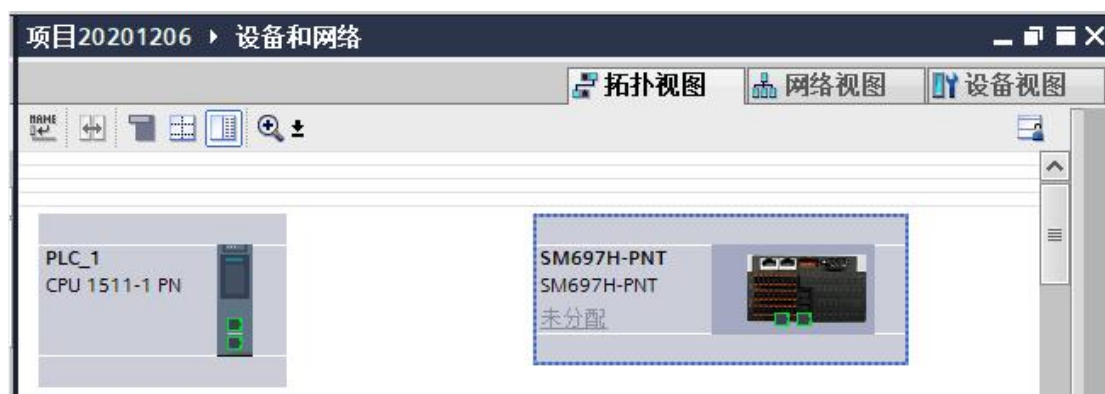 项目20201206 ▸ 设备和网络
拓扑视图 网络视图 设备视图
NAME
PLC_1
CPU 1511-1 PN
SM697H-PNT
SM697H-PNT
未分配